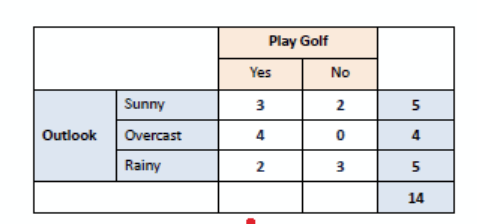 Play Golf
Yes No
Sunny 3 2 5
Outlook Overcast 4 0 4
Rainy 2 3 5
14